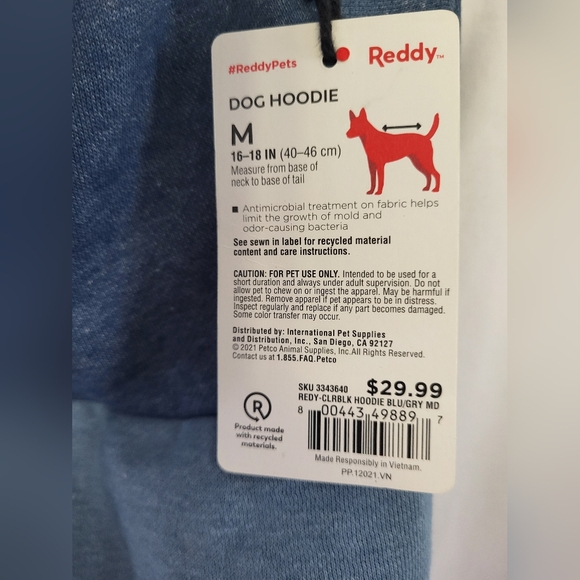 #ReddyPets
Reddy™
DOG HOODIE
M
16–18 IN (40–46 cm)
Measure from base of
neck to base of tail
■ Antimicrobial treatment on fabric helps
limit the growth of mold and
odor-causing bacteria
See sewn in label for recycled material
content and care instructions.
CAUTION: FOR PET USE ONLY. Intended to be used for a
short duration and always under adult supervision. Do not
allow pet to chew on or ingest the apparel. May be harmful if
ingested. Remove apparel if pet appears to be in distress.
Inspect regularly and replace if any part becomes damaged.
Some color transfer may occur.
Distributed by: International Pet Supplies
and Distribution, Inc., San Diego, CA 92127
© 2021 Petco Animal Supplies, Inc. All Rights Reserved.
Contact us at 1.855.FAQ.Petco
SKU 3343640 $29.99
REDY-CLRBLK HOODIE BLU/GRY MD
8 00443 49889 7
R
Product made
with recycled
materials.
Made Responsibly in Vietnam.
PP.12021.VN